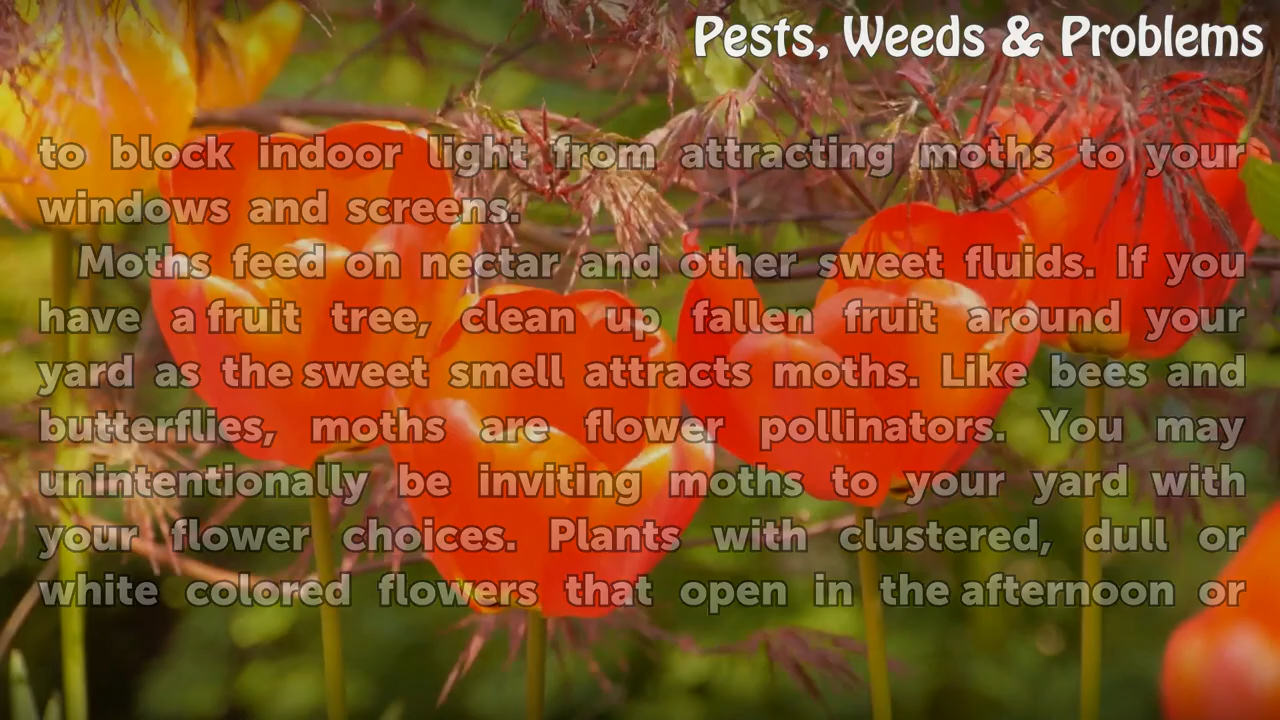 Pests, Weeds & Problems
to block indoor light from attracting moths to your
windows and screens.
Moths feed on nectar and other sweet fluids. If you
have a fruit tree, clean up fallen fruit around your
yard as the sweet smell attracts moths. Like bees and
butterflies, moths are flower pollinators. You may
unintentionally be inviting moths to your yard with
your flower choices. Plants with clustered, dull or
white colored flowers that open in the afternoon or